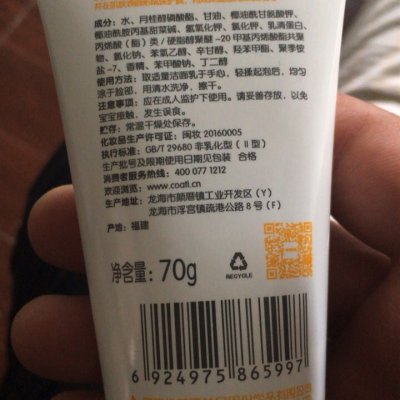 成分：水、月桂醇磷酸酯、甘油、椰油酰甘氨酸钾、
椰油酰胺丙基甜菜碱、氢氧化钾、氯化钾、乳清蛋白、
丙烯酸（酯）类/硬脂醇聚醚-20 甲基丙烯酸酯共聚
物、氯化钠、苯氧乙醇、辛甘醇、羟苯甲酯、聚季铵
盐-7、香精、苯甲酸钠、丁二醇
使用方法：取适量洁面乳于手心，轻揉起泡后，均匀
涂于脸部，用清水洗净，擦干。
注意事项：应在成人监护下使用。请妥善存放，以免
宝宝接触，发生误食。
贮存：常温干燥处保存。
化妆品生产许可证：闽妆 20160005
执行标准：GB/T 29680 非乳化型（Ⅱ型）
生产批号及限期使用日期见包装 合格
消费者服务热线：400 077 1212
欢迎浏览：www.coati.cn
生产地址：龙海市颜厝镇工业开发区（Y）
龙海市浮宫镇疏港公路8号（F）
产地：福建
净含量：70g
RECYCLE
6 924975 865997